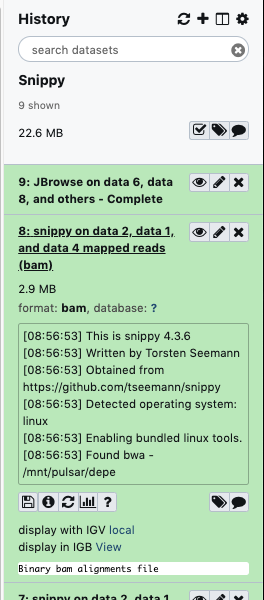 History
search datasets
Snippy
9 shown
22.6 MB
9: JBrowse on data 6, data
8, and others - Complete
8: snippy on data 2, data 1,
and data 4 mapped reads
(bam)
2.9 MB
format: bam, database: ?
[08:56:53] This is snippy 4.3.6
[08:56:53] Written by Torsten Seemann
[08:56:53] Obtained from
https://github.com/tseemann/snippy
[08:56:53] Detected operating system:
linux
[08:56:53] Enabling bundled linux tools.
[08:56:53] Found bwa -
/mnt/pulsar/depe
display with IGV local
display in IGB View
Binary bam alignments file
7: snippy on data 2, data 1